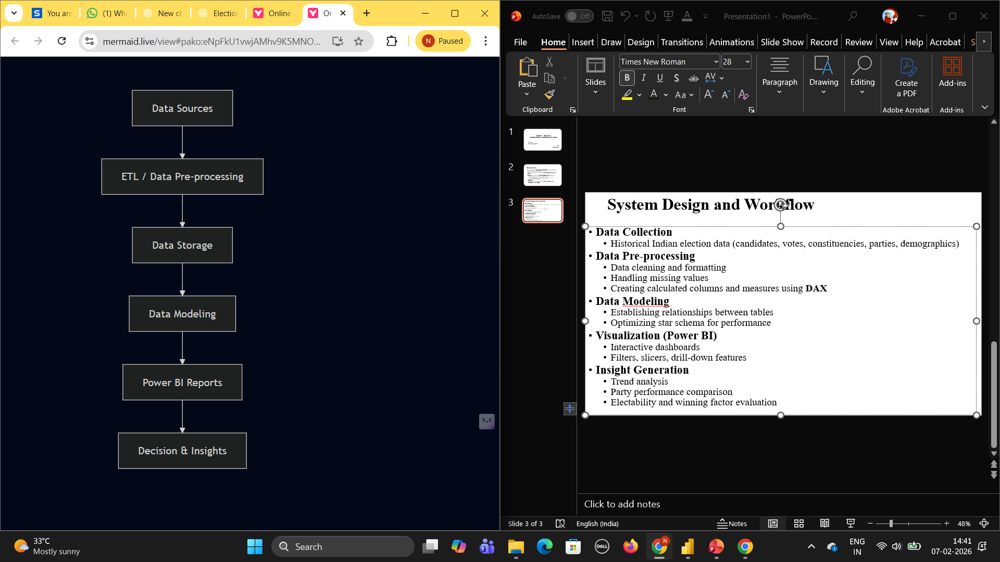 You are
(1) Wha
New ch
Election
Online
On
mermaid.live/view#pako:eNpFkU1vwjAMhv9K5MNO...
N
Paused
Data Sources
ETL / Data Pre-processing
Data Storage
Data Modeling
Power BI Reports
Decision & Insights
AutoSave
Off
Presentation1 - PowerPo...
File
Home
Insert
Draw
Design
Transitions
Animations
Slide Show
Record
Review
View
Help
Acrobat
S
Paste
Clipboard
Slides
Times New Roman
28
B I U S ab AV
A Aa A A A
Font
Paragraph
Drawing
Editing
Create
a PDF
Adobe Acrobat
Add-ins
Add-ins
1
2
3
System Design and Workflow
• Data Collection
• Historical Indian election data (candidates, votes, constituencies, parties, demographics)
• Data Pre-processing
• Data cleaning and formatting
• Handling missing values
• Creating calculated columns and measures using DAX
• Data Modeling
• Establishing relationships between tables
• Optimizing star schema for performance
• Visualization (Power BI)
• Interactive dashboards
• Filters, slicers, drill-down features
• Insight Generation
• Trend analysis
• Party performance comparison
• Electability and winning factor evaluation
Click to add notes
Slide 3 of 3
English (India)
Notes
48%
33°C
Mostly sunny
Search
DELL
ENG
IN
14:41
07-02-2026